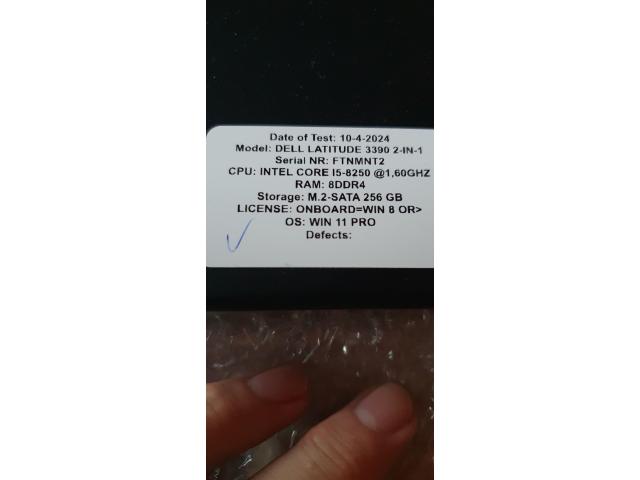 Date of Test: 10-4-2024
Model: DELL LATITUDE 3390 2-IN-1
Serial NR: FTNMNT2
CPU: INTEL CORE I5-8250 @1,60GHZ
RAM: 8DDR4
Storage: M.2-SATA 256 GB
LICENSE: ONBOARD=WIN 8 OR>
OS: WIN 11 PRO
Defects: